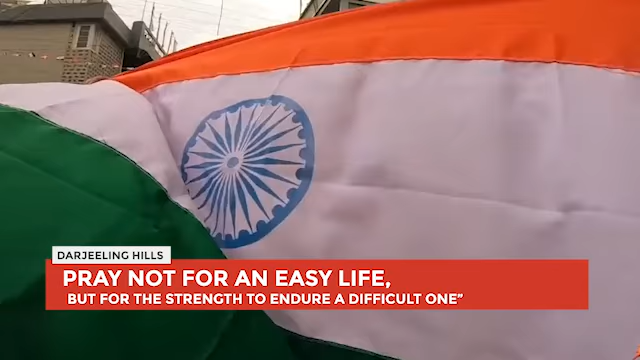 DARJEELING HILLS
PRAY NOT FOR AN EASY LIFE,
BUT FOR THE STRENGTH TO ENDURE A DIFFICULT ONE”